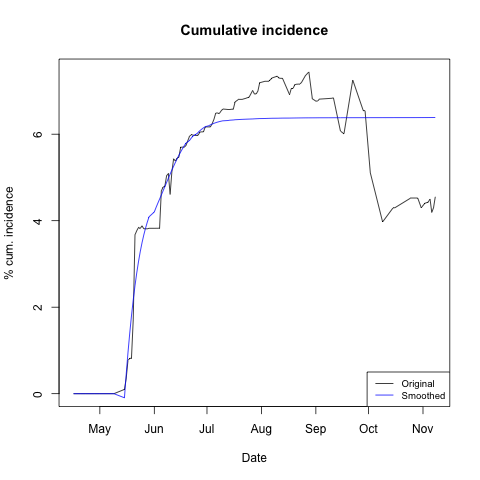 Cumulative incidence
% cum. incidence
6
4
2
0
May Jun Jul Aug Sep Oct Nov
Date
Original
Smoothed